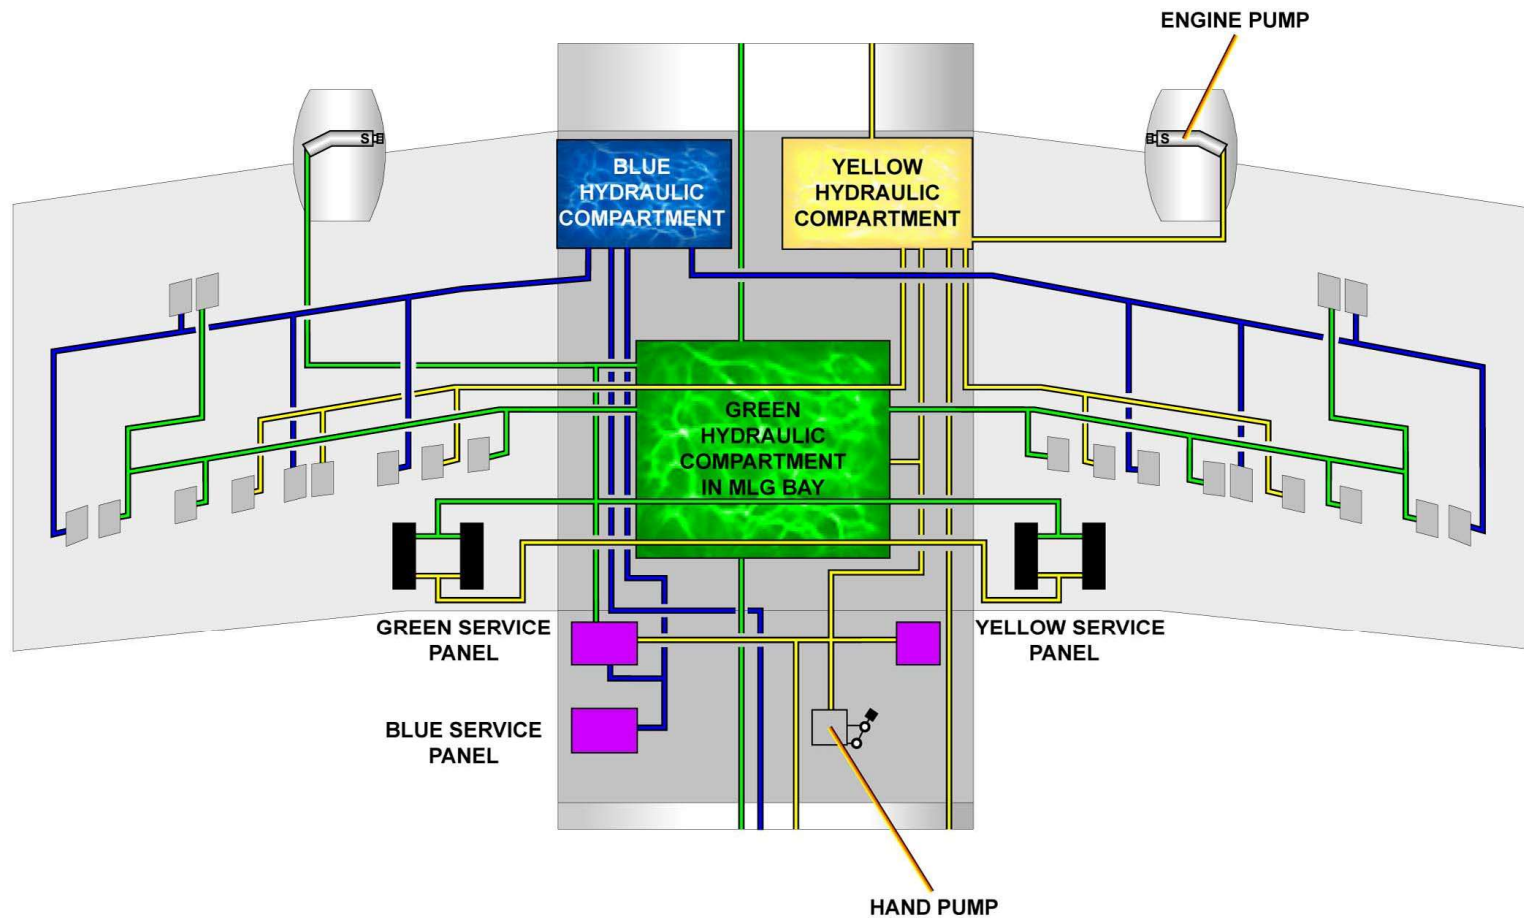 ENGINE PUMP
S
S
BLUE
HYDRAULIC
COMPARTMENT
YELLOW
HYDRAULIC
COMPARTMENT
GREEN
HYDRAULIC
COMPARTMENT
IN MLG BAY
GREEN SERVICE
PANEL
YELLOW SERVICE
PANEL
BLUE SERVICE
PANEL
HAND PUMP